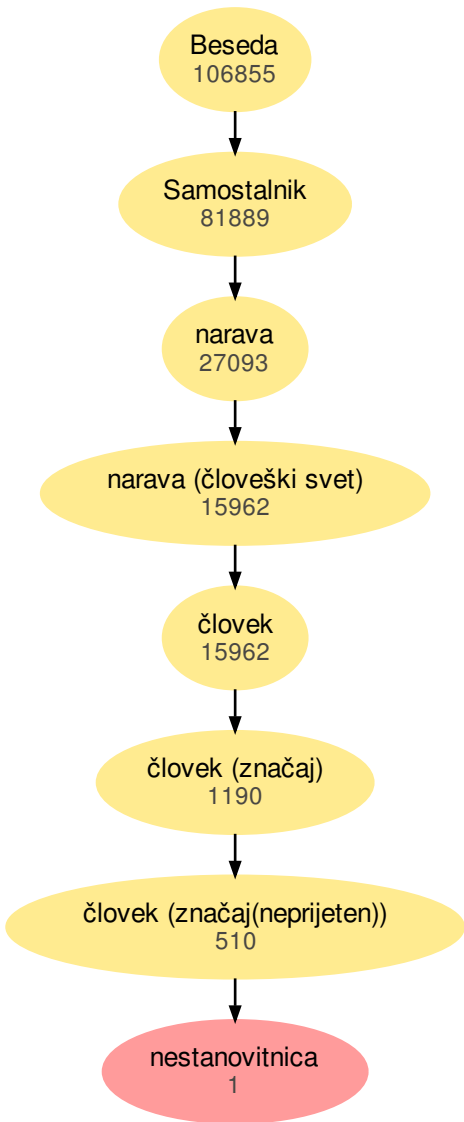 Beseda
106855
Samostalnik
81889
narava
27093
narava (človeški svet)
15962
človek
15962
človek (značaj)
1190
človek (značaj(neprijeten))
510
nestanovitnica
1